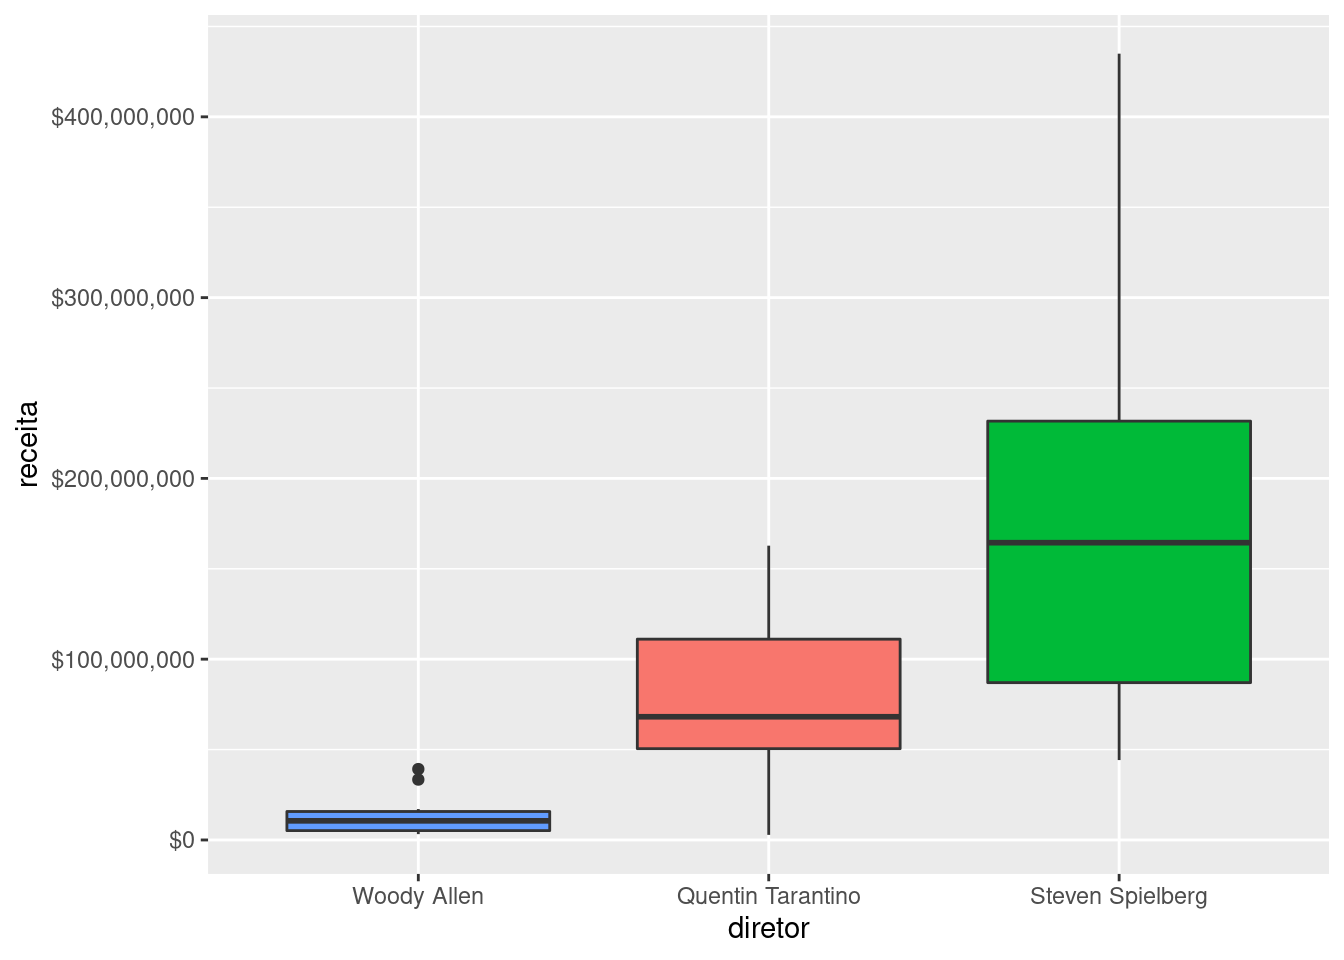 $400,000,000
$300,000,000
$200,000,000
$100,000,000
$0
receita
Woody Allen
Quentin Tarantino
Steven Spielberg
diretor